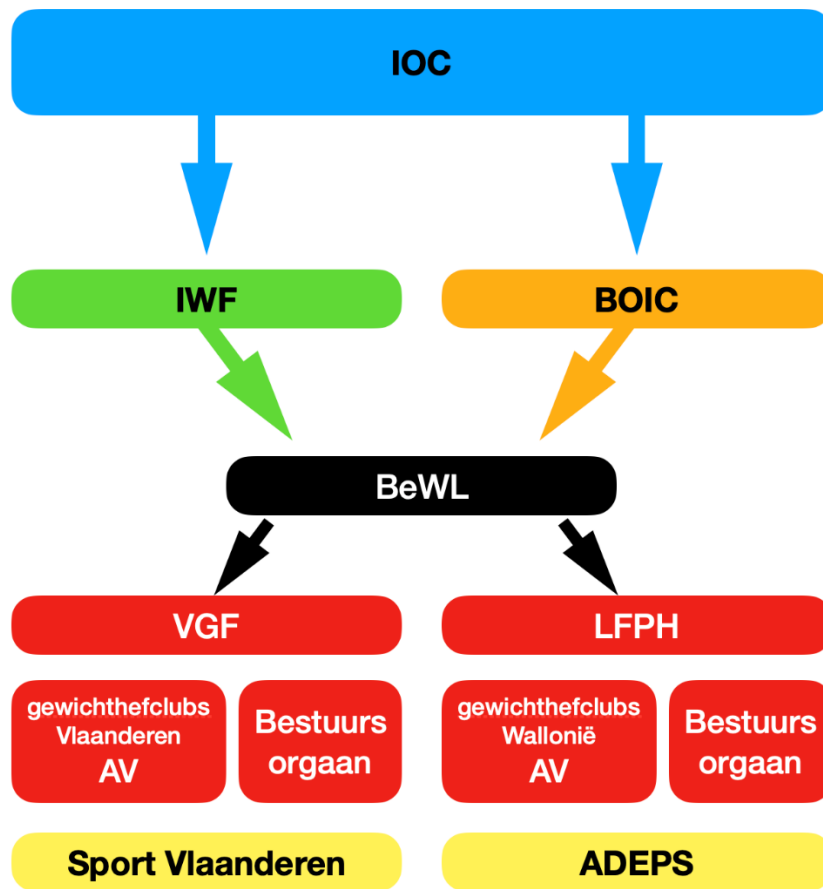 IOC
IWF
BOIC
BeWL
VGF
LFPH
gewichthefclubs
Vlaanderen
AV
Bestuurs
orgaan
gewichthefclubs
Wallonië
AV
Bestuurs
orgaan
Sport Vlaanderen
ADEPS